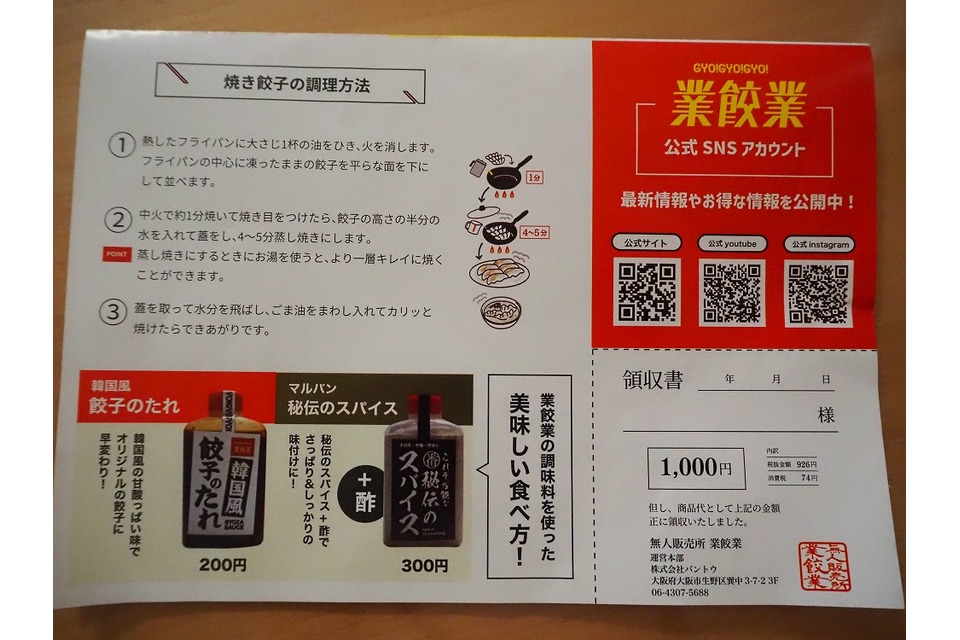 焼き餃子の調理方法
① 熱したフライパンに大さじ1杯の油をひき、火を消します。
フライパンの中心に凍ったままの餃子を平らな面を下に
して並べます。
1分
② 中火で約1分焼いて焼き目をつけたら、餃子の高さの半分の
水を入れて蓋をし、4〜5分蒸し焼きにします。
POINT 蒸し焼きにするときにお湯を使うと、より一層キレイに焼く
ことができます。
4〜5分
③ 蓋を取って水分を飛ばし、ごま油をまわし入れてカリッと
焼けたらできあがりです。
韓国風
餃子のたれ
韓国風の甘酸っぱい味で
オリジナルの餃子に
早変わり!
韓国風
餃子のたれ
GYOZA SAUCE
200円
マルバン
秘伝のスパイス
秘伝のスパイス+酢で
さっぱり&しっかりの
味付けに!
+酢
秘伝の
スパイス
300円
業餃業の調味料を使った
美味しい食べ方!
GYO!GYO!GYO!
業餃業
公式 SNS アカウント
最新情報やお得な情報を公開中!
公式サイト
公式 youtube
公式 instagram
領収書 年 月 日
様
1,000円
内訳
税抜金額 926円
消費税 74円
但し、商品代として上記の金額
正に領収いたしました。
無人販売所 業餃業
運営本部
株式会社バントウ
大阪府大阪市生野区巽中 3-7-2 3F
06-4307-5688
無人販売所
業餃業